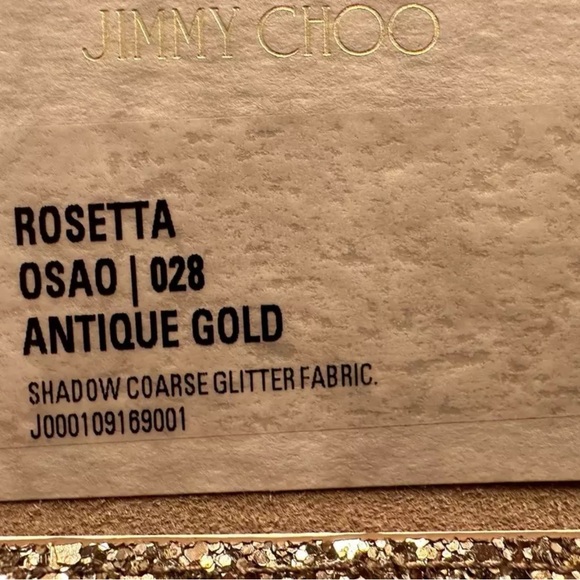 JIMMY CHOO
ROSETTA
OSAO | 028
ANTIQUE GOLD
SHADOW COARSE GLITTER FABRIC.
J000109169001